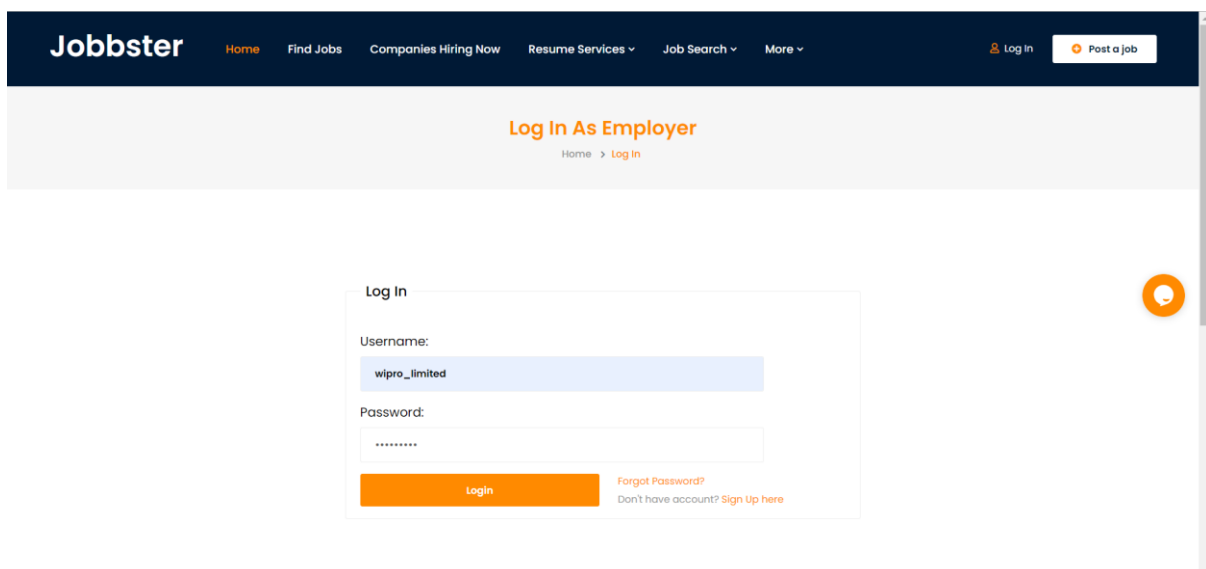 Jobbster Home Find Jobs Companies Hiring Now Resume Services Job Search More Log In Post a job
Log In As Employer
Home > Log In
Log In
Username:
wipro_limited
Password:
*********
Login
Forgot Password?
Don't have account? Sign Up here